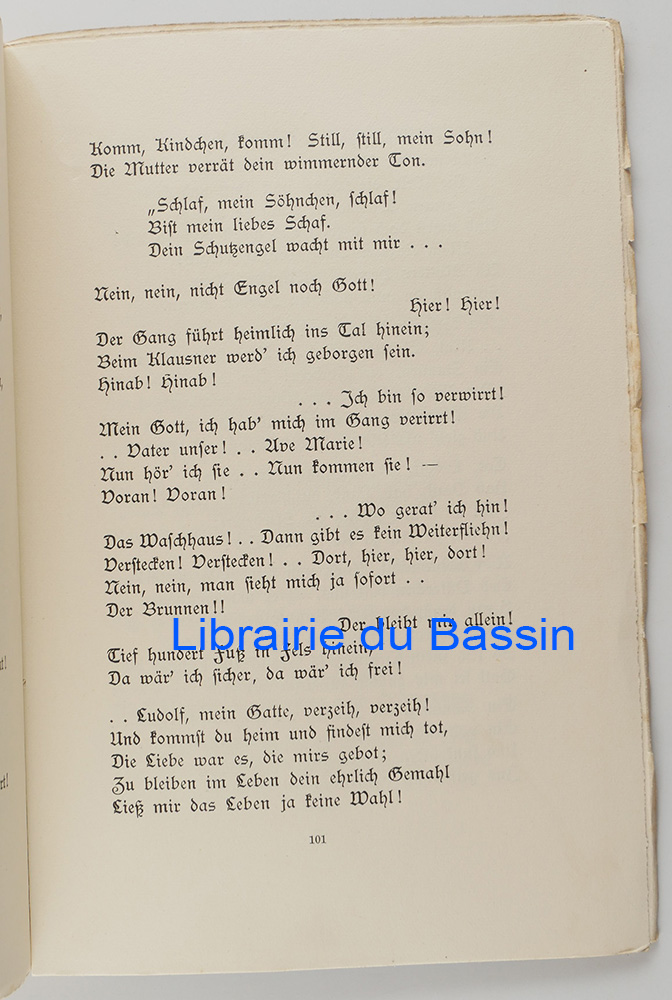 Komm, Kindchen, komm! Still, still, mein Sohn!
Die Mutter verrät dein wimmernder Ton.
„Schlaf, mein Söhnchen, schlaf!
Bist mein liebes Schaf.
Dein Schutzengel wacht mit mir . . .
Nein, nein, nicht Engel noch Gott!
Hier! Hier!
Der Gang führt heimlich ins Tal hinein;
Beim Klausner werd' ich geborgen sein.
Hinab! Hinab!
. . . Ich bin so verwirrt!
Mein Gott, ich hab' mich im Gang verirrt!
. . Vater unser! . . Ave Marie!
Nun hör' ich sie . . Nun kommen sie! —
Voran! Voran!
. . . Wo gerat' ich hin!
Das Waschhaus! . . Dann gibt es kein Weiterfliehn!
Verstecken! Verstecken! . . Dort, hier, hier, dort!
Nein, nein, man sieht mich ja sofort . .
Der Brunnen!!
Der bleibt mir allein!
Librairie du Bassin
Tief hundert Fuß in Fels hinein,
Da wär' ich sicher, da wär' ich frei!
. . Ludolf, mein Gatte, verzeih, verzeih!
Und kommst du heim und findest mich tot,
Die Liebe war es, die mirs gebot;
Zu bleiben im Leben dein ehrlich Gemahl
Ließ mir das Leben ja keine Wahl!
101